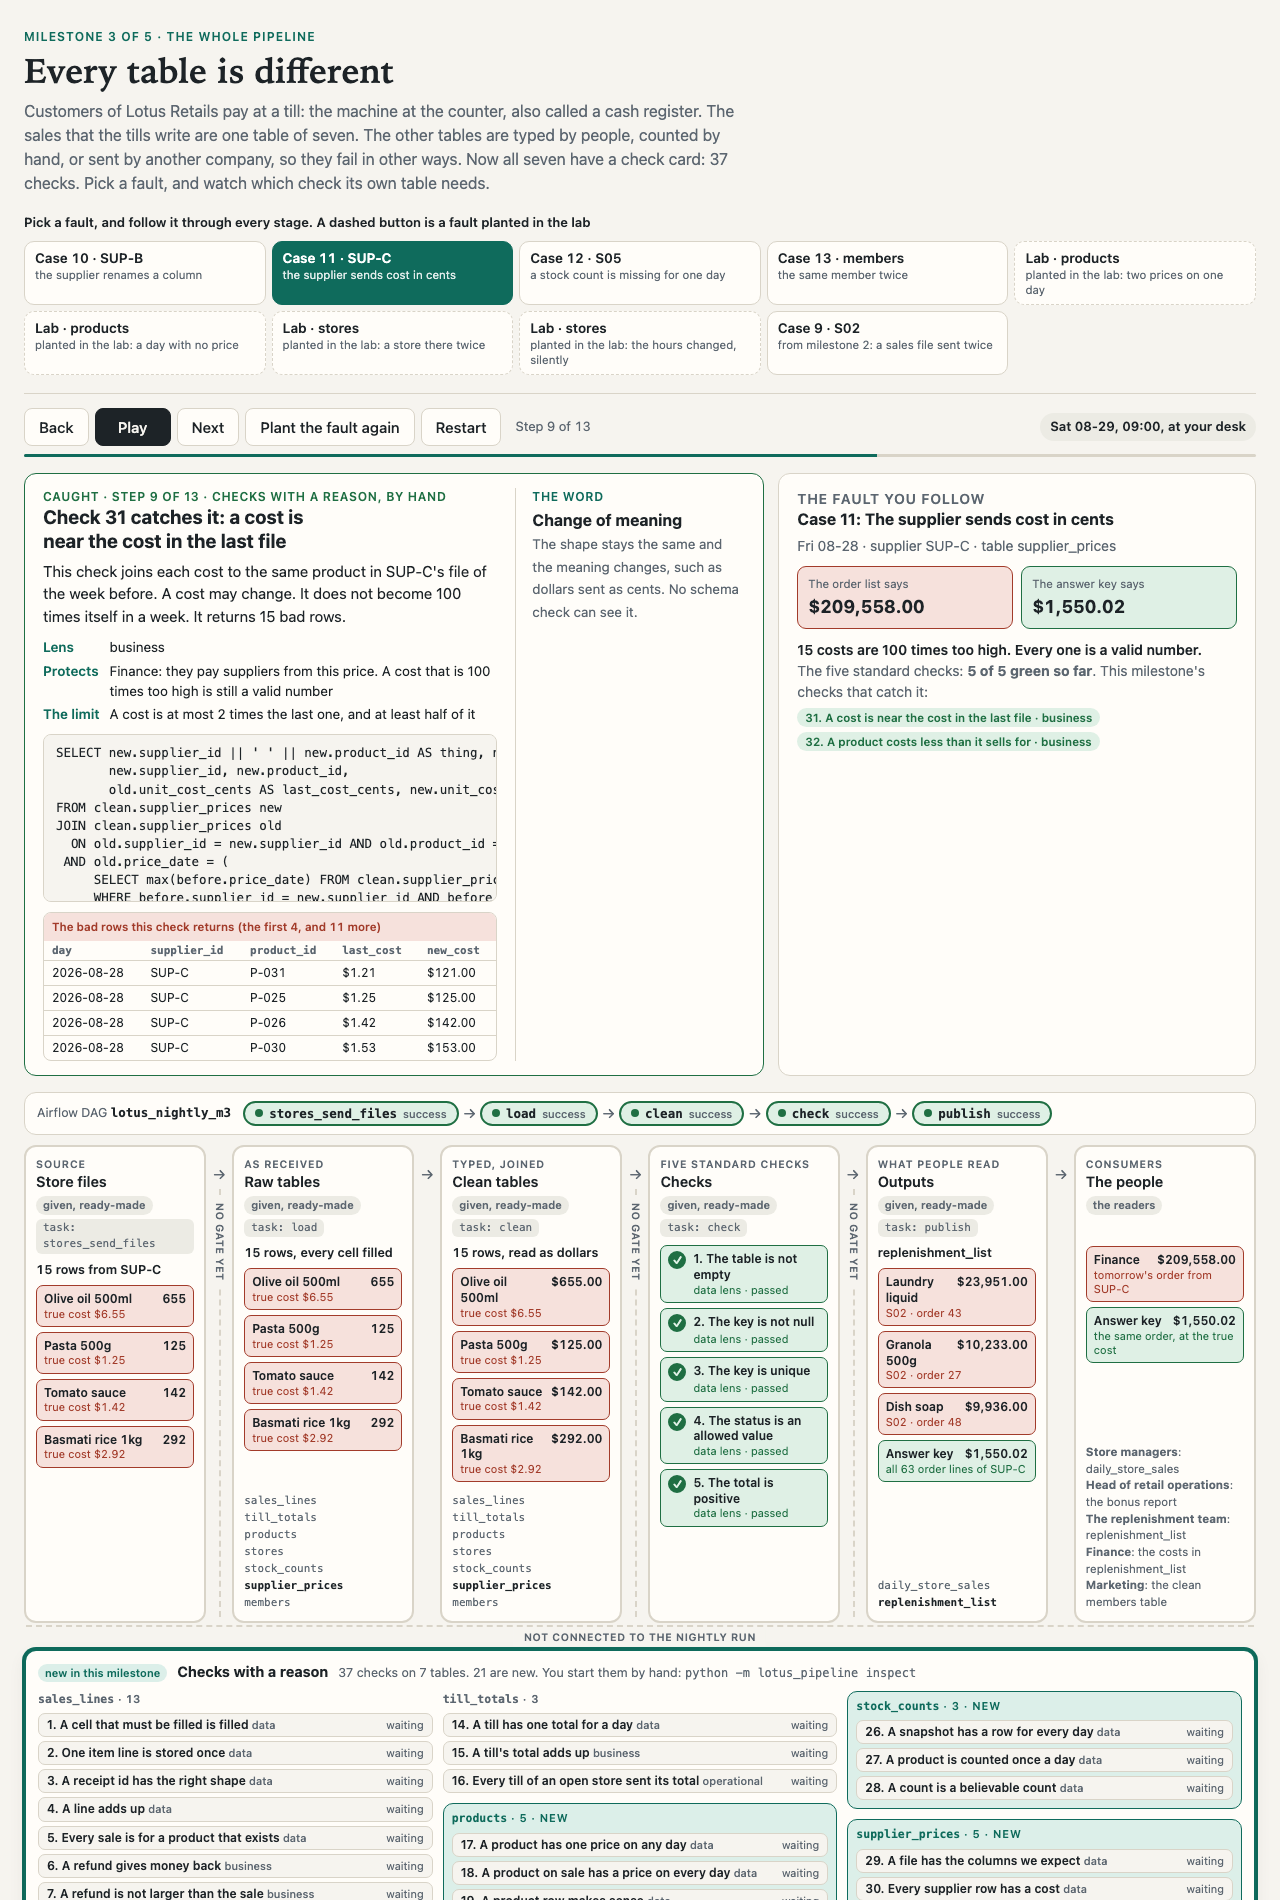 MILESTONE 3 OF 5 · THE WHOLE PIPELINE
Every table is different
Customers of Lotus Retails pay at a till: the machine at the counter, also called a cash register. The
sales that the tills write are one table of seven. The other tables are typed by people, counted by
hand, or sent by another company, so they fail in other ways. Now all seven have a check card: 37
checks. Pick a fault, and watch which check its own table needs.
Pick a fault, and follow it through every stage. A dashed button is a fault planted in the lab
Case 10 · SUP-B
the supplier renames a column
Case 11 · SUP-C
the supplier sends cost in cents
Case 12 · S05
a stock count is missing for one day
Case 13 · members
the same member twice
Lab · products
planted in the lab: two prices on one
day
Lab · products
planted in the lab: a day with no price
Lab · stores
planted in the lab: a store there twice
Lab · stores
planted in the lab: the hours changed,
silently
Case 9 · S02
from milestone 2: a sales file sent twice
Back
Play
Next
Plant the fault again
Restart
Step 9 of 13
Sat 08-29, 09:00, at your desk
CAUGHT · STEP 9 OF 13 · CHECKS WITH A REASON, BY HAND
Check 31 catches it: a cost is
near the cost in the last file
This check joins each cost to the same product in SUP-C's file of
the week before. A cost may change. It does not become 100
times itself in a week. It returns 15 bad rows.
Lens business
Protects Finance: they pay suppliers from this price. A cost that is 100
times too high is still a valid number
The limit A cost is at most 2 times the last one, and at least half of it
SELECT new.supplier_id || ' ' || new.product_id AS thing,
new.supplier_id, new.product_id,
old.unit_cost_cents AS last_cost_cents,
FROM clean.supplier_prices new
JOIN clean.supplier_prices old
ON old.supplier_id = new.supplier_id AND old.product_id =
AND old.price_date = (
SELECT max(before.price_date) FROM
WHERE before.supplier_id = new.supplier_id AND
The bad rows this check returns (the first 4, and 11 more)
day supplier_id product_id last_cost new_cost
2026-08-28 SUP-C P-031 $1.21 $121.00
2026-08-28 SUP-C P-025 $1.25 $125.00
2026-08-28 SUP-C P-026 $1.42 $142.00
2026-08-28 SUP-C P-030 $1.53 $153.00
THE WORD
Change of meaning
The shape stays the same and
the meaning changes, such as
dollars sent as cents. No schema
check can see it.
THE FAULT YOU FOLLOW
Case 11: The supplier sends cost in cents
Fri 08-28 · supplier SUP-C · table supplier_prices
The order list says
$209,558.00
The answer key says
$1,550.02
15 costs are 100 times too high. Every one is a valid number.
The five standard checks: 5 of 5 green so far. This milestone's
checks that catch it:
31. A cost is near the cost in the last file · business
32. A product costs less than it sells for · business
Airflow DAG lotus_nightly_m3
stores_send_files success → load success → clean success → check success → publish success
SOURCE
Store files
given, ready-made
task:
stores_send_files
15 rows from SUP-C
Olive oil 500ml 655
true cost $6.55
Pasta 500g 125
true cost $1.25
Tomato sauce 142
true cost $1.42
Basmati rice 1kg 292
true cost $2.92
→
NO GATE YET
AS RECEIVED
Raw tables
given, ready-made
task: load
15 rows, every cell filled
Olive oil 500ml 655
true cost $6.55
Pasta 500g 125
true cost $1.25
Tomato sauce 142
true cost $1.42
Basmati rice 1kg 292
true cost $2.92
sales_lines
till_totals
products
stores
stock_counts
supplier_prices
members
→
TYPED, JOINED
Clean tables
given, ready-made
task: clean
15 rows, read as dollars
Olive oil $655.00
500ml
true cost $6.55
Pasta 500g $125.00
true cost $1.25
Tomato sauce $142.00
true cost $1.42
Basmati rice $292.00
1kg
true cost $2.92
sales_lines
till_totals
products
stores
stock_counts
supplier_prices
members
→
NO GATE YET
FIVE STANDARD CHECKS
Checks
given, ready-made
task: check
1. The table is not
empty
data lens · passed
2. The key is not null
data lens · passed
3. The key is unique
data lens · passed
4. The status is an
allowed value
data lens · passed
5. The total is
positive
data lens · passed
→
NO GATE YET
WHAT PEOPLE READ
Outputs
given, ready-made
task: publish
replenishment_list
Laundry $23,951.00
liquid
S02 · order 43
Granola $10,233.00
500g
S02 · order 27
Dish soap $9,936.00
S02 · order 48
Answer key $1,550.02
all 63 order lines of SUP-C
daily_store_sales
replenishment_list
→
CONSUMERS
The people
the readers
Finance $209,558.00
tomorrow's order from
SUP-C
Answer key $1,550.02
the same order, at the true
cost
Store managers:
daily_store_sales
Head of retail operations:
the bonus report
The replenishment team:
replenishment_list
Finance: the costs in
replenishment_list
Marketing: the clean
members table
NOT CONNECTED TO THE NIGHTLY RUN
new in this milestone Checks with a reason 37 checks on 7 tables. 21 are new. You start them by hand: python -m lotus_pipeline inspect
sales_lines · 13
1. A cell that must be filled is filled data waiting
2. One item line is stored once data waiting
3. A receipt id has the right shape data waiting
4. A line adds up data waiting
5. Every sale is for a product that exists data waiting
6. A refund gives money back business waiting
7. A refund is not larger than the sale business waiting
till_totals · 3
14. A till has one total for a day data waiting
15. A till's total adds up business waiting
16. Every till of an open store sent its total operational waiting
products · 5 · NEW
17. A product has one price on any day data waiting
18. A product on sale has a price on every day data waiting
19. A product row makes sense data waiting
stock_counts · 3 · NEW
26. A snapshot has a row for every day data waiting
27. A product is counted once a day data waiting
28. A count is a believable count data waiting
supplier_prices · 5 · NEW
29. A file has the columns we expect data waiting
30. Every supplier row has a cost data waiting